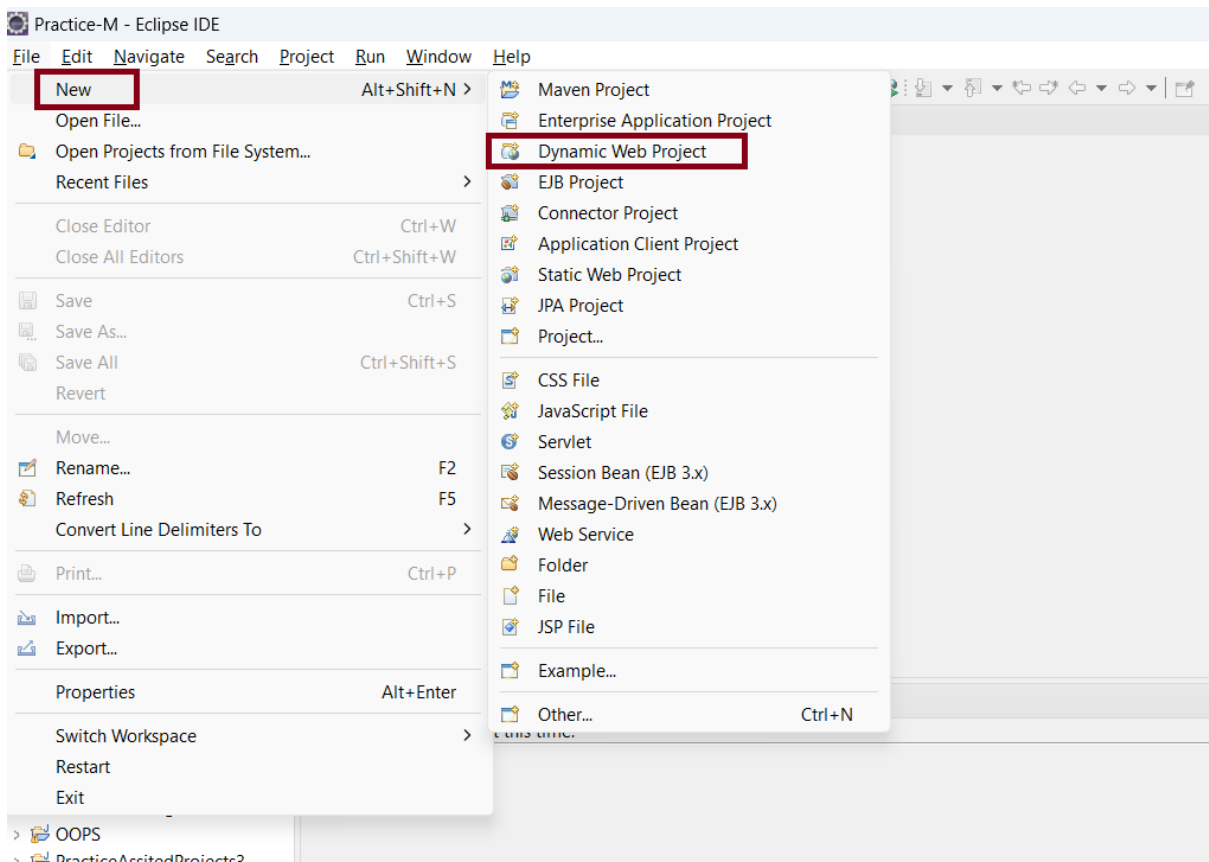 Practice-M - Eclipse IDE
File Edit Navigate Search Project Run Window Help
New Alt+Shift+N >
Open File...
Open Projects from File System...
Recent Files >
Close Editor Ctrl+W
Close All Editors Ctrl+Shift+W
Save Ctrl+S
Save As...
Save All Ctrl+Shift+S
Revert
Move...
Rename... F2
Refresh F5
Convert Line Delimiters To >
Print... Ctrl+P
Import...
Export...
Properties Alt+Enter
Switch Workspace >
Restart
Exit
Maven Project
Enterprise Application Project
Dynamic Web Project
EJB Project
Connector Project
Application Client Project
Static Web Project
JPA Project
Project...
CSS File
JavaScript File
Servlet
Session Bean (EJB 3.x)
Message-Driven Bean (EJB 3.x)
Web Service
Folder
File
JSP File
Example...
Other... Ctrl+N
t this time.
> OOPS
> PracticeAssitedProjects3